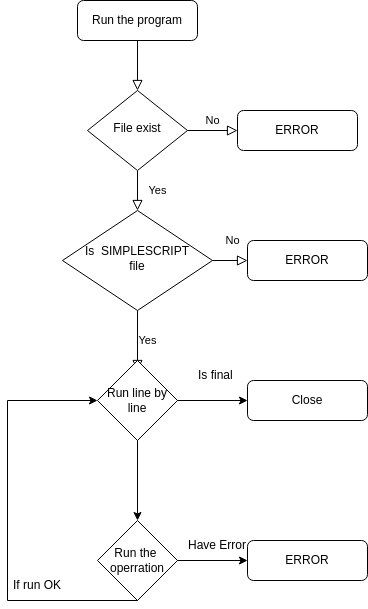 Run the program
File exist
No
ERROR
Yes
Is SIMPLESCRIPT
file
No
ERROR
Yes
Run line by
line
Is final
Close
Run the
operration
Have Error
ERROR
If run OK